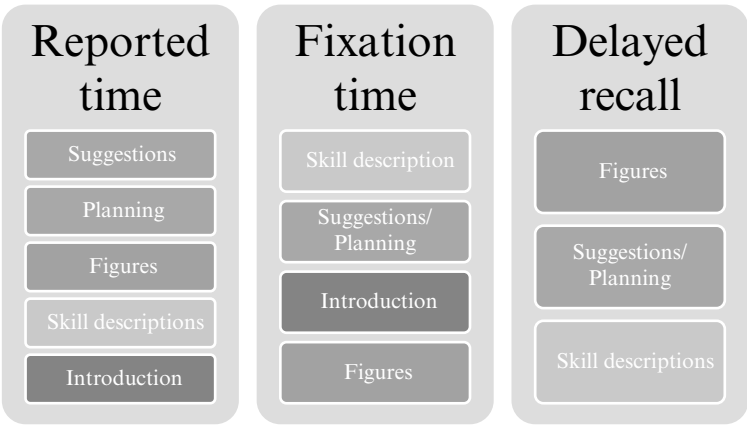 Reported
time
Suggestions
Planning
Figures
Skill descriptions
Introduction
Fixation
time
Skill description
Suggestions/
Planning
Introduction
Figures
Delayed
recall
Figures
Suggestions/
Planning
Skill descriptions